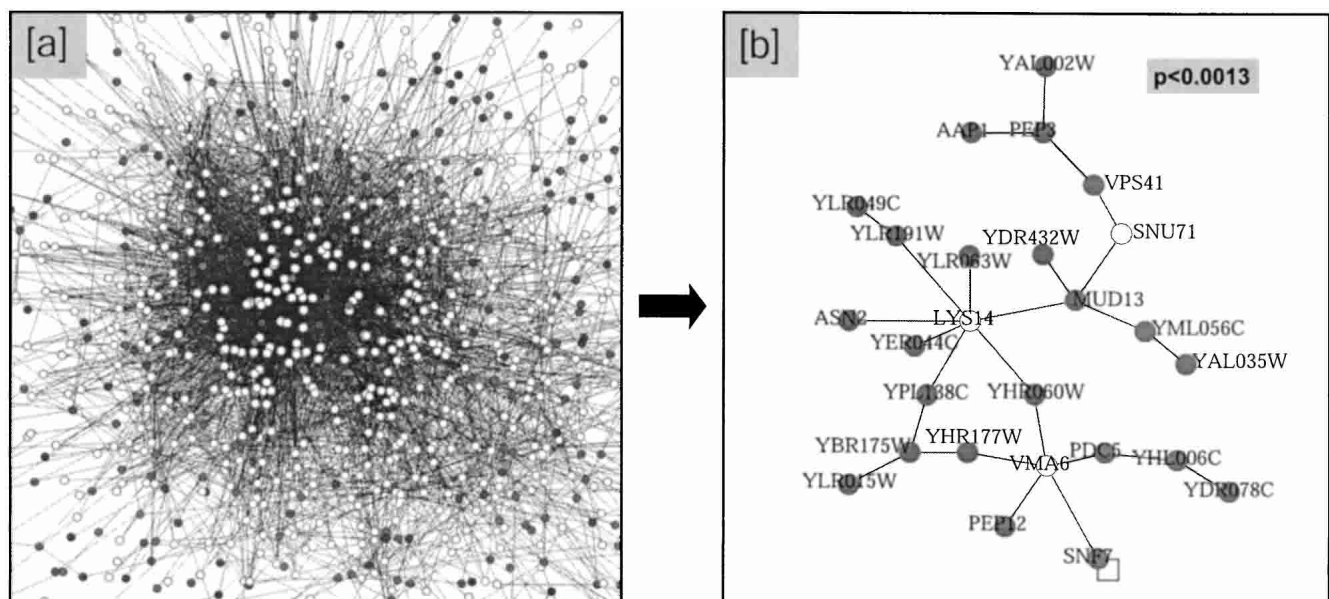 [a]
[b]
YAL002W
p<0.0013
AAP1
PEP3
VPS41
YLR049C
YLR191W
YDR432W
SNU71
YLR063W
MUD13
ASN2
LYS14
YER044C
YML056C
YAL035W
YPL138C
YHR060W
YBR175W
YHR177W
VMA6
PDC5
YHL006C
YLR015W
YDR078C
PEP12
SNF7